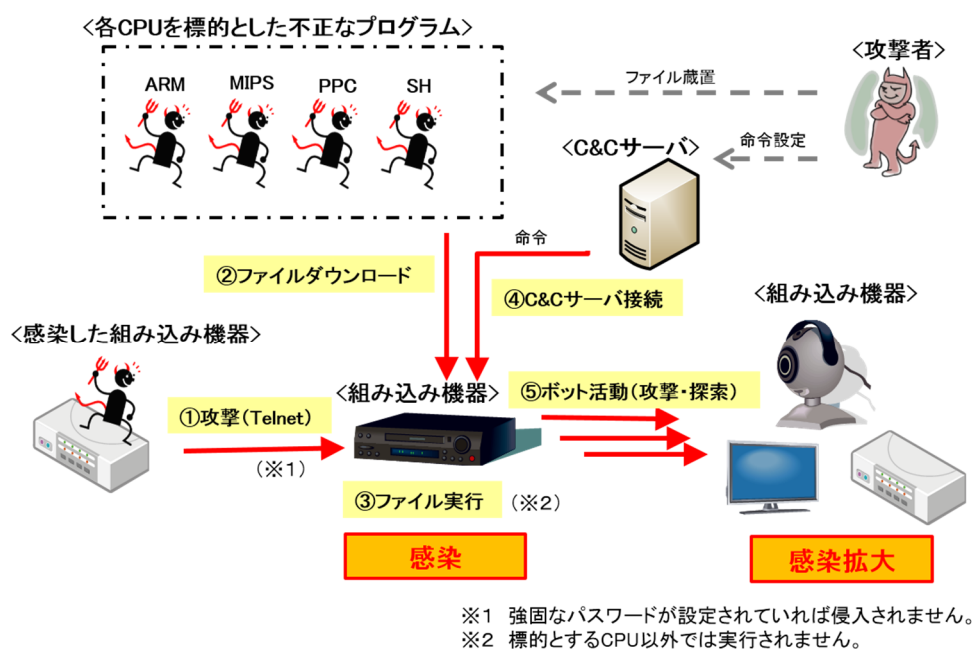 <各CPUを標的とした不正なプログラム>
ARM
MIPS
PPC
SH
ファイル蔵置
<攻撃者>
命令設定
<C&Cサーバ>
命令
②ファイルダウンロード
④C&Cサーバ接続
<組み込み機器>
<感染した組み込み機器>
①攻撃(Telnet)
(※1)
<組み込み機器>
⑤ボット活動(攻撃・探索)
③ファイル実行
(※2)
感染
感染拡大
※1 強固なパスワードが設定されていれば侵入されません。
※2 標的とするCPU以外では実行されません。